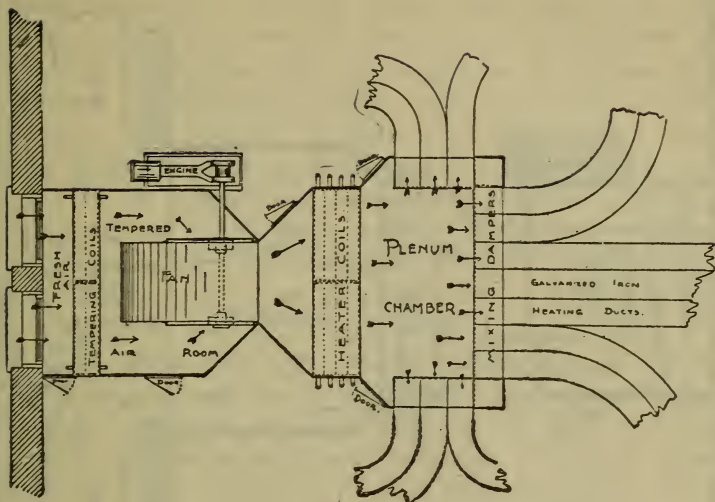 ENGINE
FRESH AIR
TEMPERING COILS
TEMPERED
AIR ROOM
FAN
DOOR
DOOR
HEATER COILS
DOOR
DOOR
PLENUM
CHAMBER
MIXING DAMPERS
GALVANIZED IRON
HEATING DUCTS.